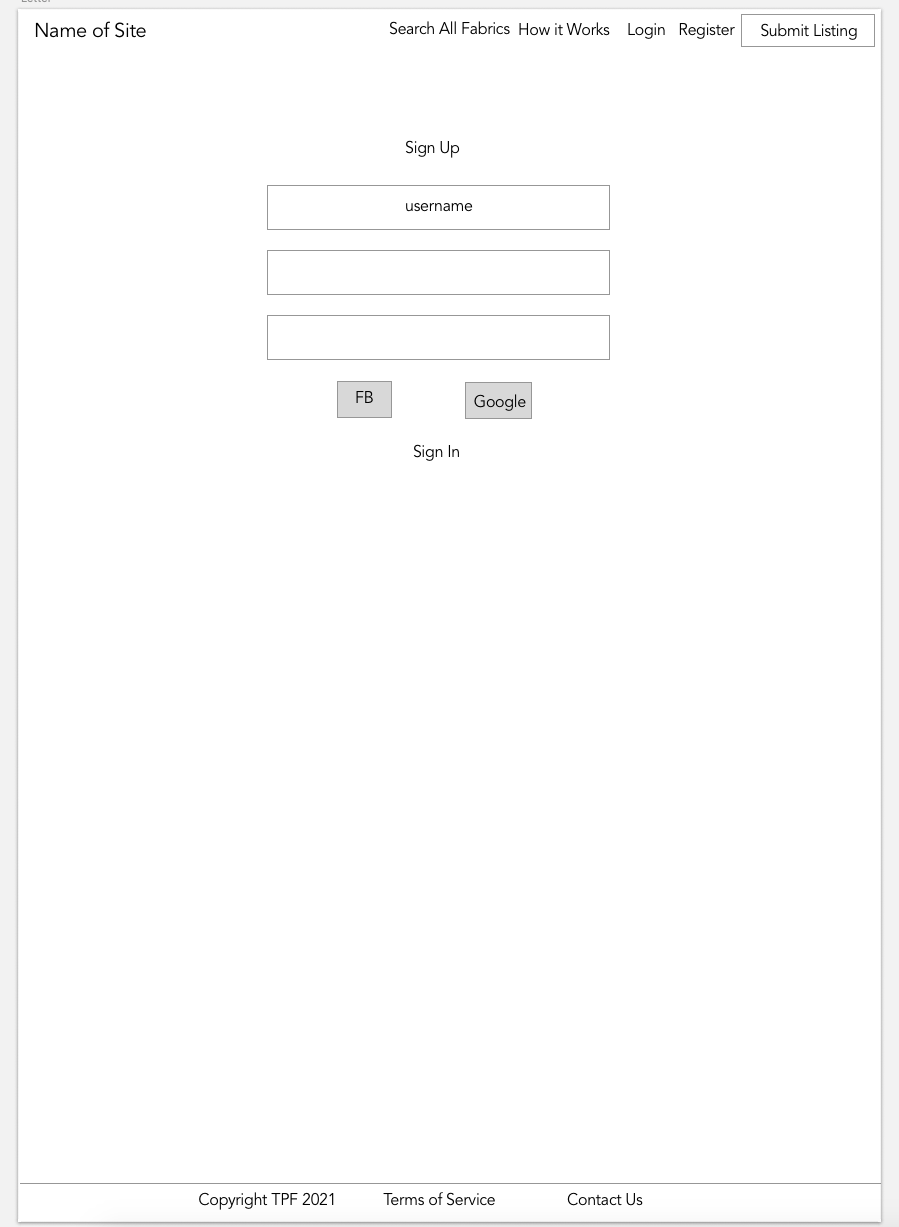 Name of Site
Search All Fabrics How it Works Login Register Submit Listing
Sign Up
username
FB Google
Sign In
Copyright TPF 2021 Terms of Service Contact Us